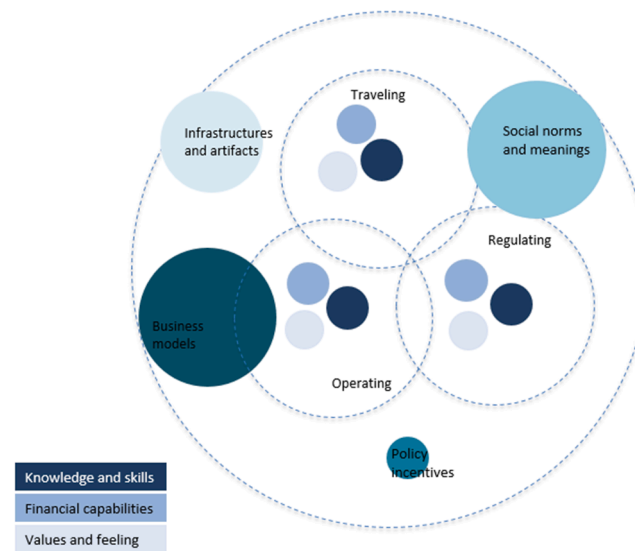 Traveling
Infrastructures
and artifacts
Social norms
and meanings
Regulating
Business
models
Operating
Policy
incentives
Knowledge and skills
Financial capabilities
Values and feeling